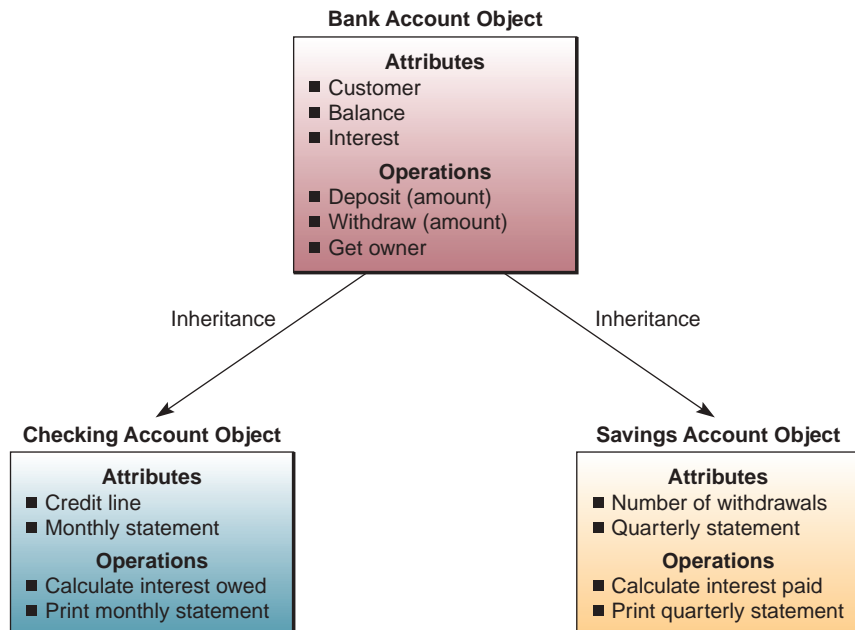 Bank Account Object
Attributes
■ Customer
■ Balance
■ Interest
Operations
■ Deposit (amount)
■ Withdraw (amount)
■ Get owner
Inheritance
Inheritance
Checking Account Object
Attributes
■ Credit line
■ Monthly statement
Operations
■ Calculate interest owed
■ Print monthly statement
Savings Account Object
Attributes
■ Number of withdrawals
■ Quarterly statement
Operations
■ Calculate interest paid
■ Print quarterly statement